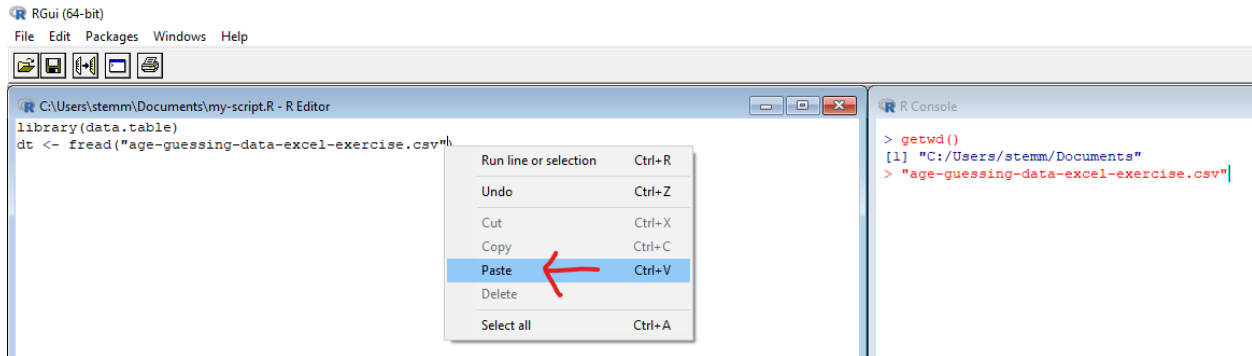 RGui (64-bit)
File Edit Packages Windows Help
C:\Users\stemm\Documents\my-script.R - R Editor
library(data.table)
dt <- fread("age-guessing-data-excel-exercise.csv")
Run line or selection Ctrl+R
Undo Ctrl+Z
Cut Ctrl+X
Copy Ctrl+C
Paste Ctrl+V
Delete
Select all Ctrl+A
R Console
> getwd()
[1] "C:/Users/stemm/Documents"
> "age-guessing-data-excel-exercise.csv"